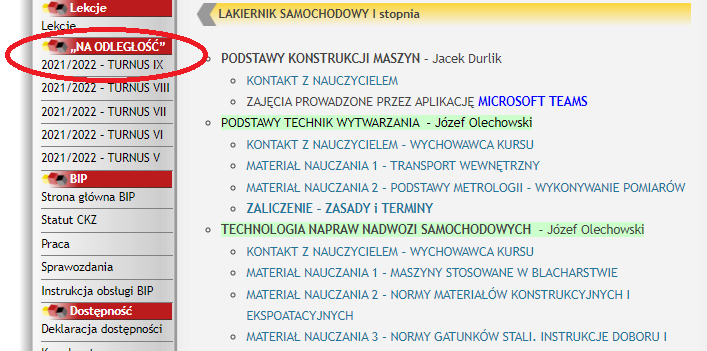 Lekcje
Lekcje
„NA ODLEGŁOŚĆ”
2021/2022 - TURNUS IX
2021/2022 - TURNUS VIII
2021/2022 - TURNUS VII
2021/2022 - TURNUS VI
2021/2022 - TURNUS V
BIP
Strona główna BIP
Statut CKZ
Praca
Sprawozdania
Instrukcja obsługi BIP
Dostępność
Deklaracja dostępności
LAKIERNIK SAMOCHODOWY I stopnia
PODSTAWY KONSTRUKCJI MASZYN – Jacek Durlik
KONTAKT Z NAUCZYCIELEM
ZAJĘCIA PROWADZONE PRZEZ APLIKACJĘ MICROSOFT TEAMS
PODSTAWY TECHNIK WYTWARZANIA – Józef Olechowski
KONTAKT Z NAUCZYCIELEM – WYCHOWAWCA KURSU
MATERIAŁ NAUCZANIA 1 – TRANSPORT WEWNĘTRZNY
MATERIAŁ NAUCZANIA 2 – PODSTAWY METROLOGII – WYKONYWANIE POMIARÓW
ZALICZENIE – ZASADY i TERMINY
TECHNOLOGIA NAPRAW NADWOZI SAMOCHODOWYCH – Józef Olechowski
KONTAKT Z NAUCZYCIELEM – WYCHOWAWCA KURSU
MATERIAŁ NAUCZANIA 1 – MASZYNY STOSOWANE W BLACHARSTWIE
MATERIAŁ NAUCZANIA 2 – NORMY MATERIAŁÓW KONSTRUKCYJNYCH I
EKSPOATACYJNYCH
MATERIAŁ NAUCZANIA 3 – NORMY GATUNKÓW STALI. INSTRUKCJE DOBORU I